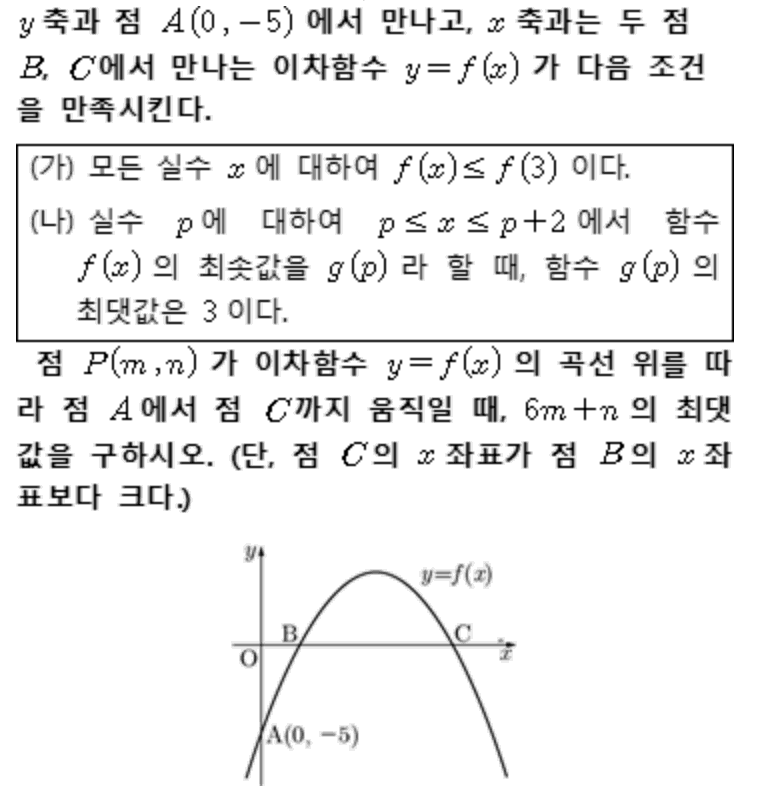 y축과 점 A(0, −5)에서 만나고, x축과는 두 점
B, C에서 만나는 이차함수 y=f(x)가 다음 조건
을 만족시킨다.
(가) 모든 실수 x에 대하여 f(x)≤f(3)이다.
(나) 실수 p에 대하여 p≤x≤p+2에서 함수
f(x)의 최솟값을 g(p)라 할 때, 함수 g(p)의
최댓값은 3이다.
점 P(m,n)가 이차함수 y=f(x)의 곡선 위를 따
라 점 A에서 점 C까지 움직일 때, 6m+n의 최댓
값을 구하시오. (단, 점 C의 x좌표가 점 B의 x좌
표보다 크다.)
y
y=f(x)
B
C
O
x
A(0, −5)